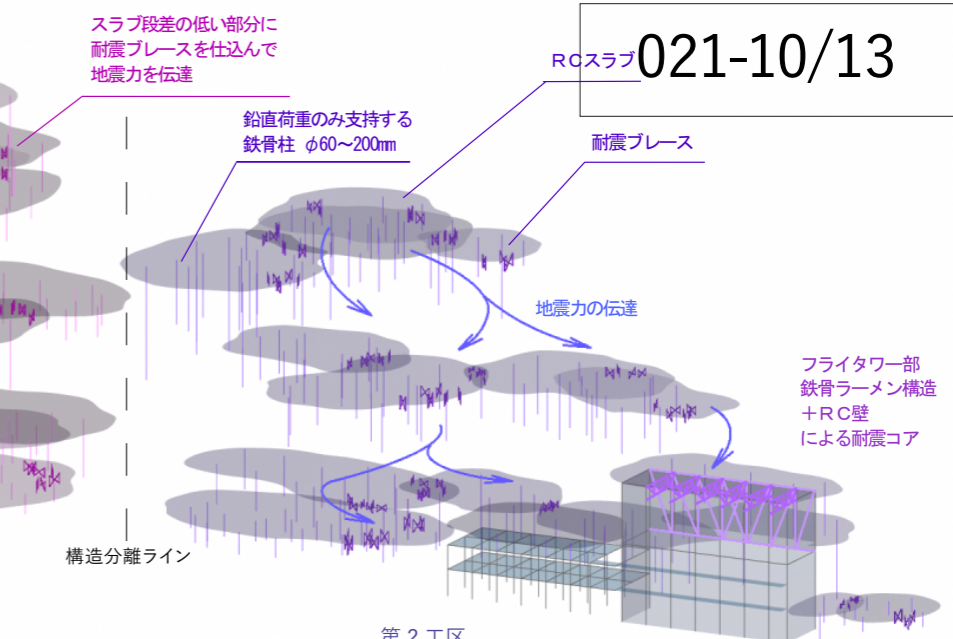 スラブ段差の低い部分に
耐震ブレースを仕込んで
地震力を伝達
鉛直荷重のみ支持する
鉄骨柱 φ60〜200㎜
RCスラブ
021-10/13
耐震ブレース
地震力の伝達
フライタワー部
鉄骨ラーメン構造
＋RC壁
による耐震コア
構造分離ライン
第2工区